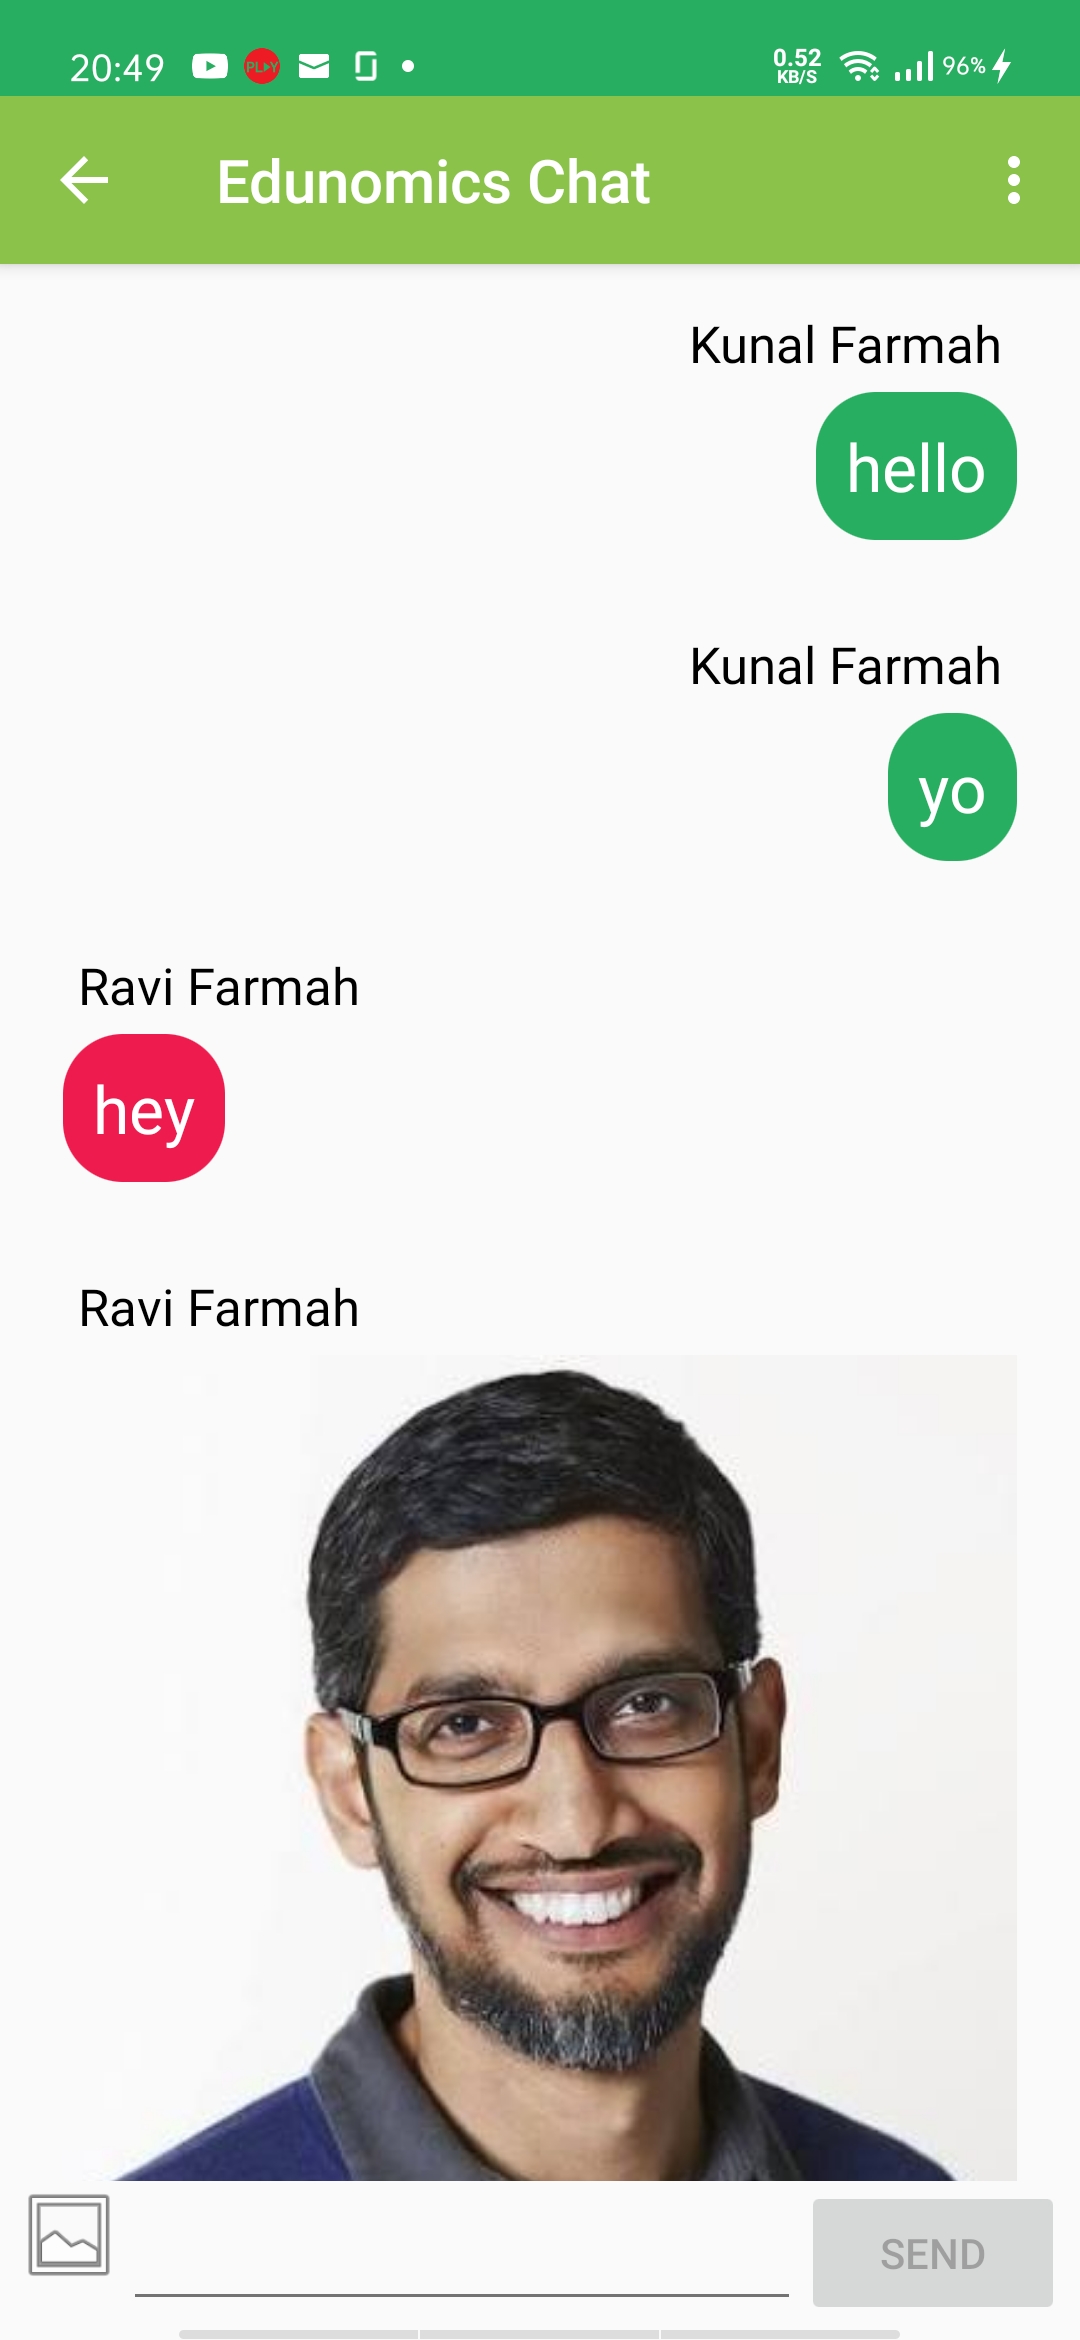 20:49 PLAY 0.52 KB/S 96%
Edunomics Chat
Kunal Farmah
hello
Kunal Farmah
yo
Ravi Farmah
hey
Ravi Farmah
SEND